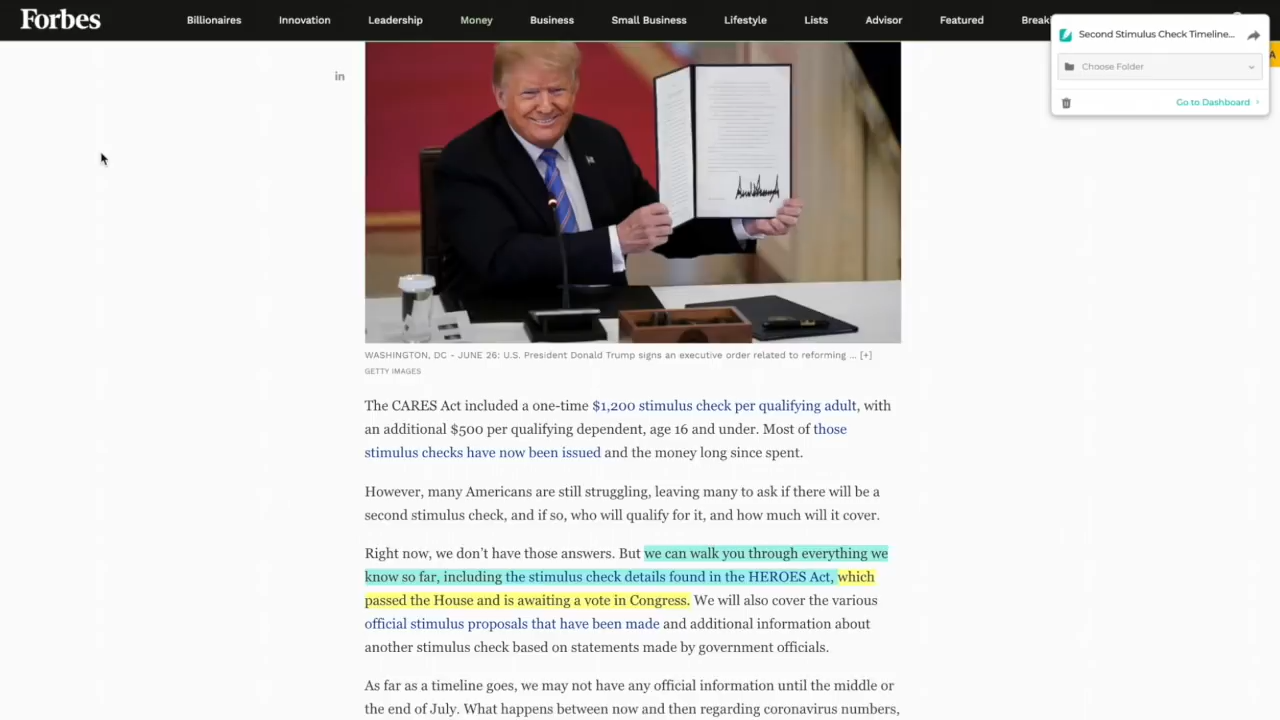 Forbes
Billionaires Innovation Leadership Money Business Small Business Lifestyle Lists Advisor Featured
Second Stimulus Check Timeline...
Choose Folder
Go to Dashboard
in
WASHINGTON, DC - JUNE 26: U.S. President Donald Trump signs an executive order related to reforming ... [+]
GETTY IMAGES
The CARES Act included a one-time $1,200 stimulus check per qualifying adult, with
an additional $500 per qualifying dependent, age 16 and under. Most of those
stimulus checks have now been issued and the money long since spent.
However, many Americans are still struggling, leaving many to ask if there will be a
second stimulus check, and if so, who will qualify for it, and how much will it cover.
Right now, we don't have those answers. But we can walk you through everything we
know so far, including the stimulus check details found in the HEROES Act, which
passed the House and is awaiting a vote in Congress. We will also cover the various
official stimulus proposals that have been made and additional information about
another stimulus check based on statements made by government officials.
As far as a timeline goes, we may not have any official information until the middle or
the end of July. What happens between now and then regarding coronavirus numbers,